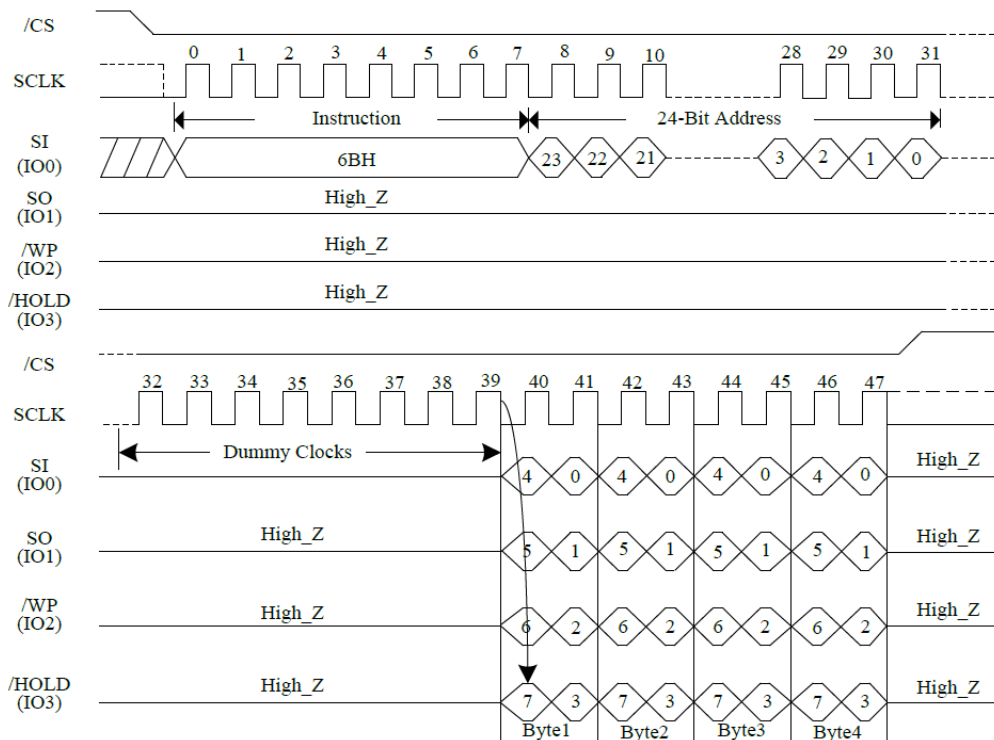 /CS
0 1 2 3 4 5 6 7 8 9 10 28 29 30 31
SCLK
Instruction 24-Bit Address
SI
(IO0)
6BH 23 22 21 3 2 1 0
SO
(IO1)
High_Z
/WP
(IO2)
High_Z
/HOLD
(IO3)
High_Z
/CS
32 33 34 35 36 37 38 39 40 41 42 43 44 45 46 47
SCLK
Dummy Clocks
SI
(IO0)
4 0 4 0 4 0 4 0 High_Z
SO
(IO1)
High_Z 5 1 5 1 5 1 5 1 High_Z
/WP
(IO2)
High_Z 6 2 6 2 6 2 6 2 High_Z
/HOLD
(IO3)
High_Z 7 3 7 3 7 3 7 3 High_Z
Byte1 Byte2 Byte3 Byte4